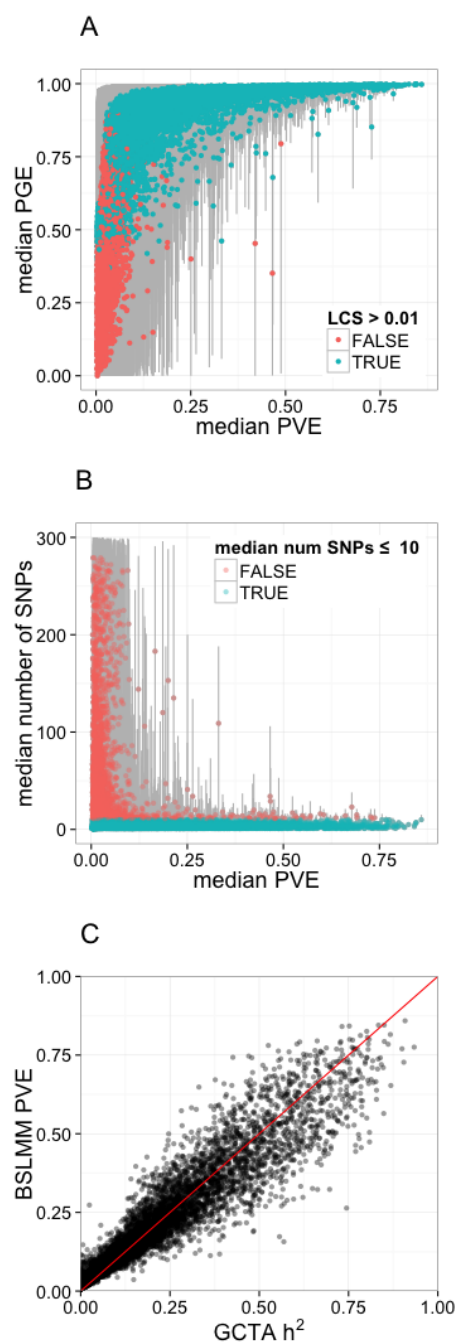 A
median PGE
1.00
0.75
0.50
0.25
0.00
LCS > 0.01
FALSE
TRUE
0.00 0.25 0.50 0.75
median PVE
B
median number of SNPs
300
200
100
0
median num SNPs ≤ 10
FALSE
TRUE
0.00 0.25 0.50 0.75
median PVE
C
BSLMM PVE
1.00
0.75
0.50
0.25
0.00
0.00 0.25 0.50 0.75 1.00
GCTA h²